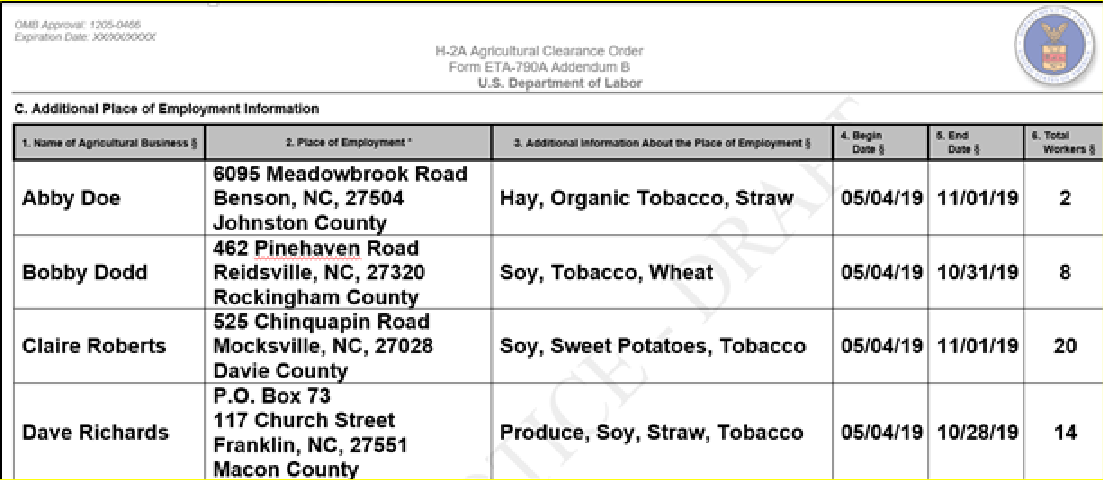 OMB Approval: 1205-0466
Expiration Date: XX/XX/XXXX
H-2A Agricultural Clearance Order
Form ETA-790A Addendum B
U.S. Department of Labor
C. Additional Place of Employment Information
1. Name of Agricultural Business § 2. Place of Employment * 3. Additional Information About the Place of Employment § 4. Begin Date § 5. End Date § 6. Total Workers §
Abby Doe
6095 Meadowbrook Road
Benson, NC, 27504
Johnston County
Hay, Organic Tobacco, Straw 05/04/19 11/01/19 2
Bobby Dodd
462 Pinehaven Road
Reidsville, NC, 27320
Rockingham County
Soy, Tobacco, Wheat 05/04/19 10/31/19 8
Claire Roberts
525 Chinquapin Road
Mocksville, NC, 27028
Davie County
Soy, Sweet Potatoes, Tobacco 05/04/19 11/01/19 20
Dave Richards
P.O. Box 73
117 Church Street
Franklin, NC, 27551
Macon County
Produce, Soy, Straw, Tobacco 05/04/19 10/28/19 14
DRAFT